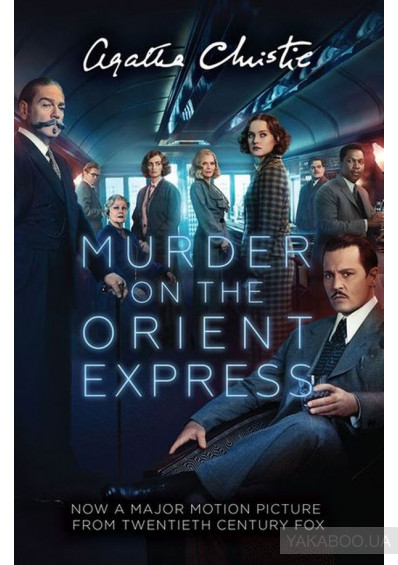 Agatha Christie
MURDER
ON THE
ORIENT
EXPRESS
NOW A MAJOR MOTION PICTURE
FROM TWENTIETH CENTURY FOX
YAKABOO.UA